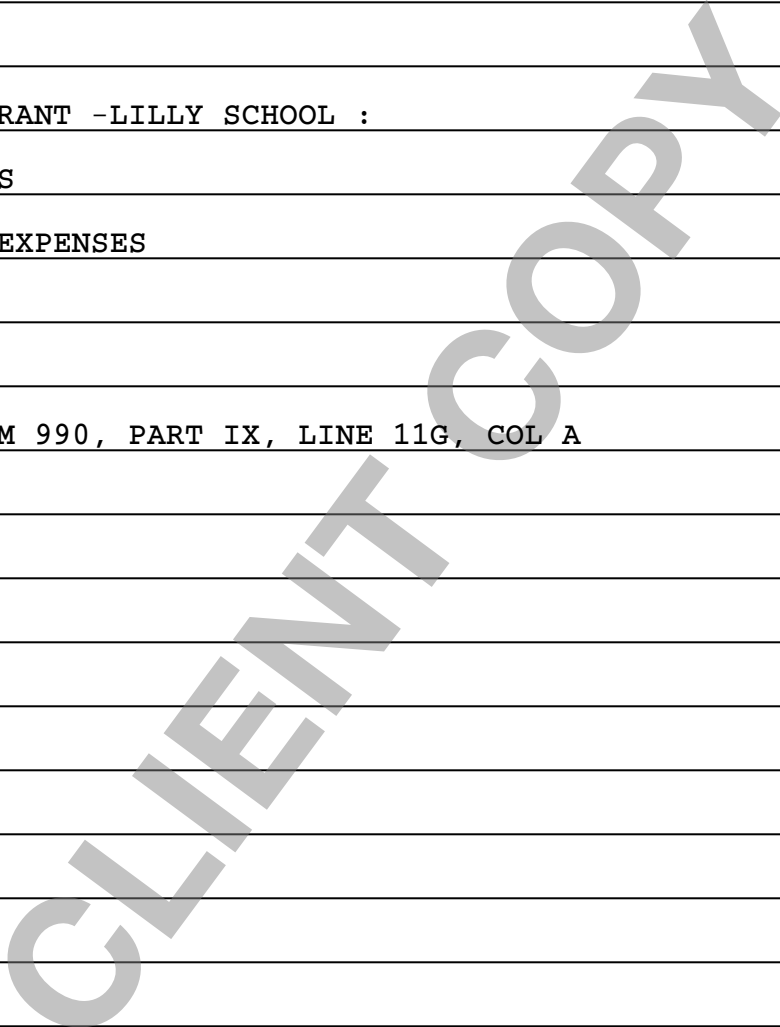 RANT -LILLY SCHOOL :
S
EXPENSES
M 990, PART IX, LINE 11G, COL A
CLIENT COPY